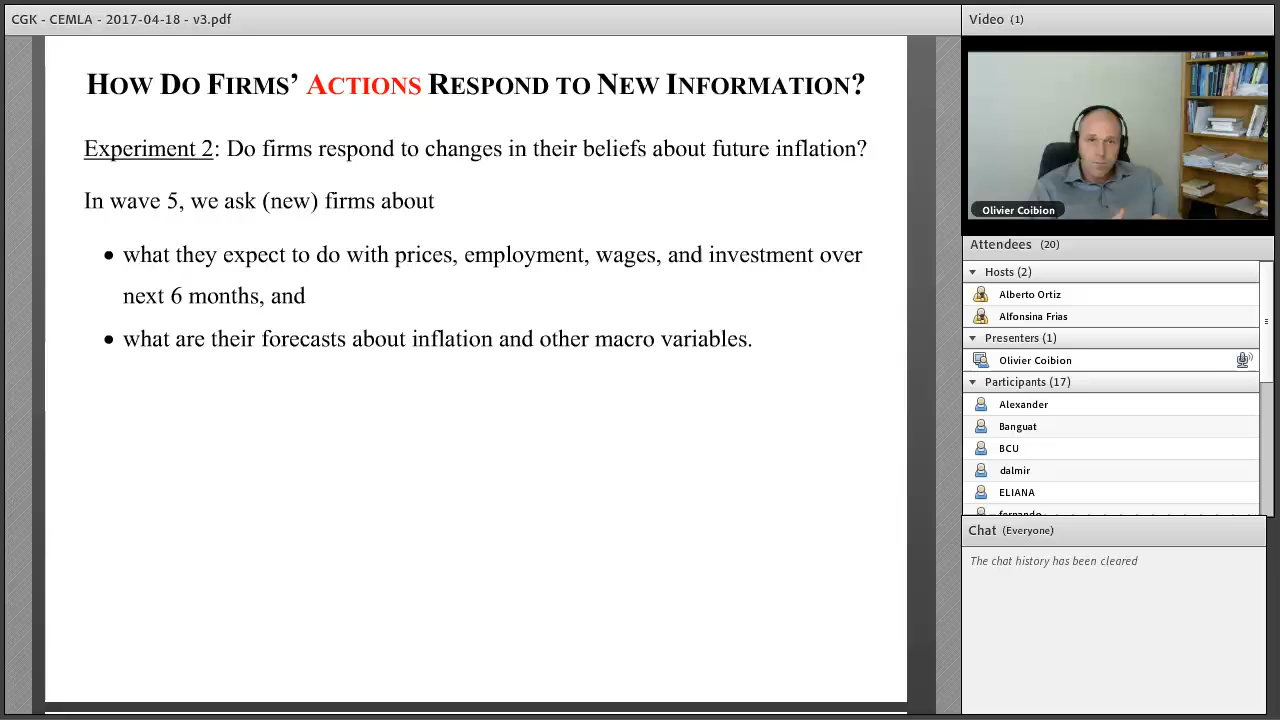 CGK - CEMLA - 2017-04-18 - v3.pdf
HOW DO FIRMS' ACTIONS RESPOND TO NEW INFORMATION?
Experiment 2: Do firms respond to changes in their beliefs about future inflation?
In wave 5, we ask (new) firms about
• what they expect to do with prices, employment, wages, and investment over
next 6 months, and
• what are their forecasts about inflation and other macro variables.
Video (1)
Olivier Coibion
Attendees (20)
Hosts (2)
Alberto Ortiz
Alfonsina Frias
Presenters (1)
Olivier Coibion
Participants (17)
Alexander
Banguat
BCU
dalmir
ELIANA
Chat (Everyone)
The chat history has been cleared